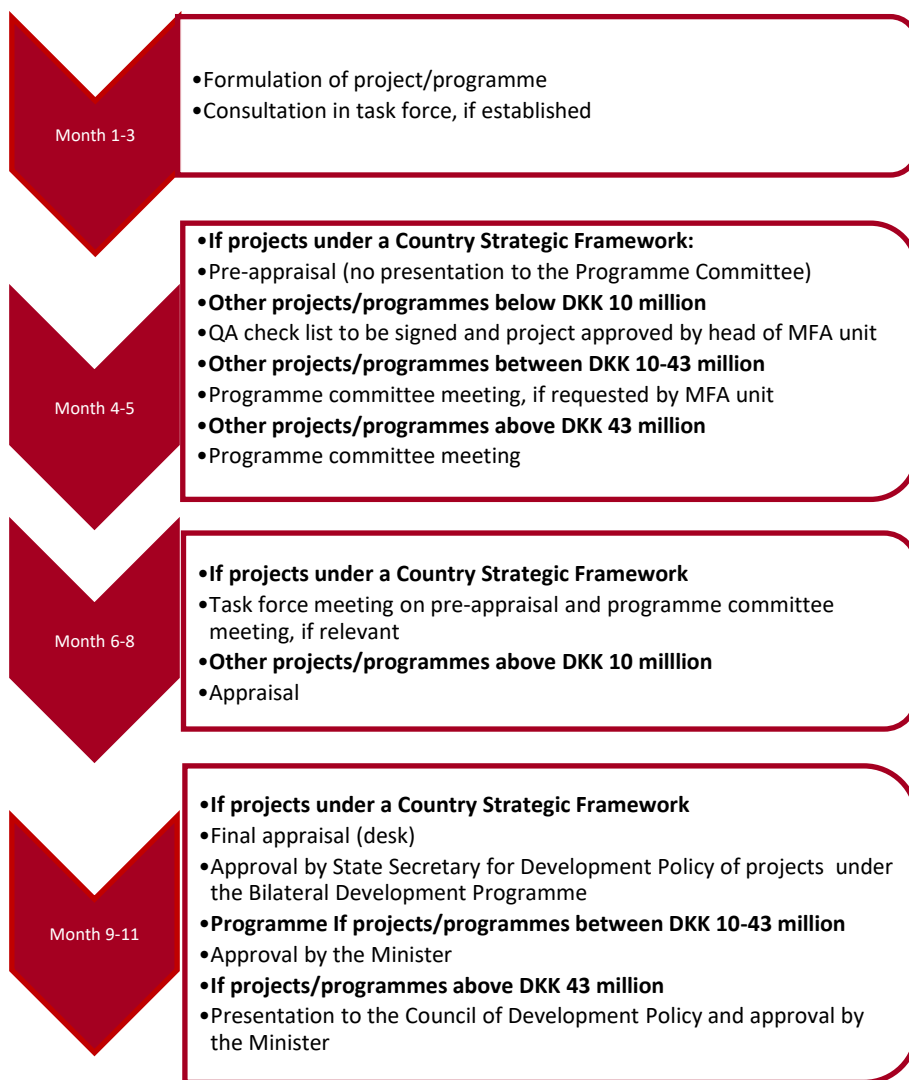 Month 1-3
•Formulation of project/programme
•Consultation in task force, if established
Month 4-5
•If projects under a Country Strategic Framework:
•Pre-appraisal (no presentation to the Programme Committee)
•Other projects/programmes below DKK 10 million
•QA check list to be signed and project approved by head of MFA unit
•Other projects/programmes between DKK 10-43 million
•Programme committee meeting, if requested by MFA unit
•Other projects/programmes above DKK 43 million
•Programme committee meeting
Month 6-8
•If projects under a Country Strategic Framework
•Task force meeting on pre-appraisal and programme committee
meeting, if relevant
•Other projects/programmes above DKK 10 milllion
•Appraisal
Month 9-11
•If projects under a Country Strategic Framework
•Final appraisal (desk)
•Approval by State Secretary for Development Policy of projects under
the Bilateral Development Programme
•Programme If projects/programmes between DKK 10-43 million
•Approval by the Minister
•If projects/programmes above DKK 43 million
•Presentation to the Council of Development Policy and approval by
the Minister